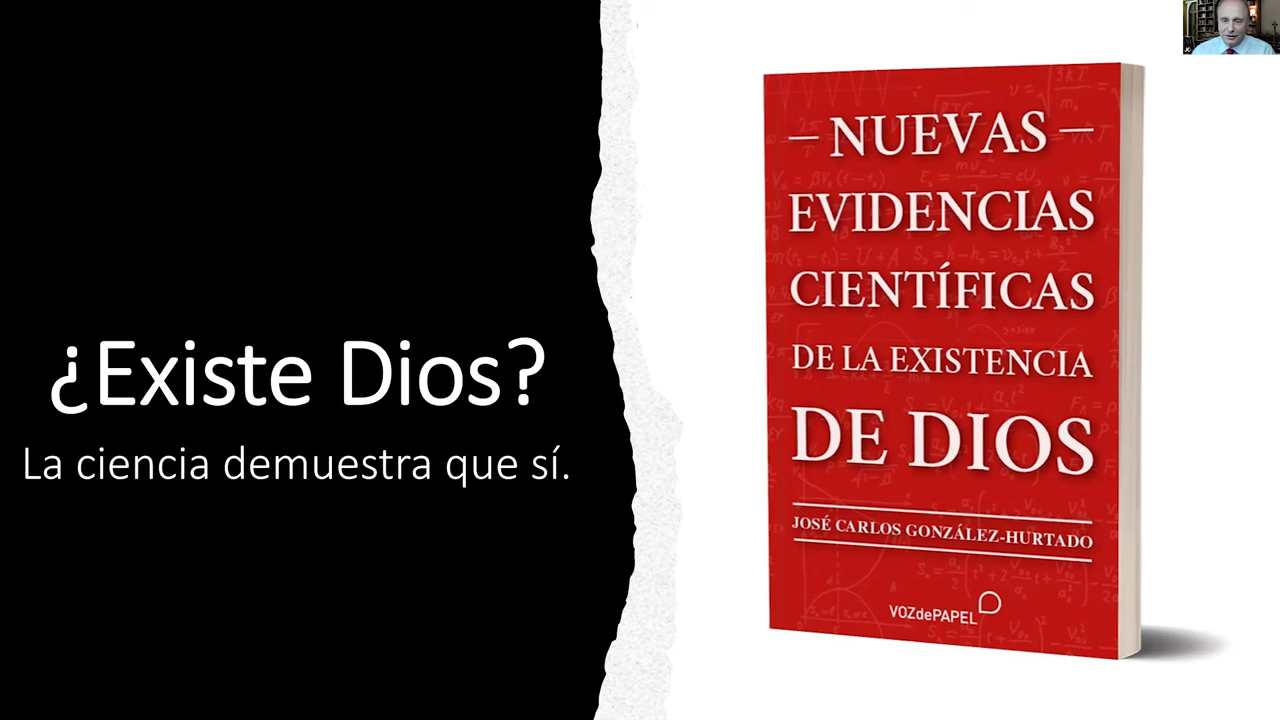 ¿Existe Dios?
La ciencia demuestra que sí.
– NUEVAS –
EVIDENCIAS
CIENTÍFICAS
DE LA EXISTENCIA
DE DIOS
JOSÉ CARLOS GONZÁLEZ-HURTADO
VOZdePAPEL